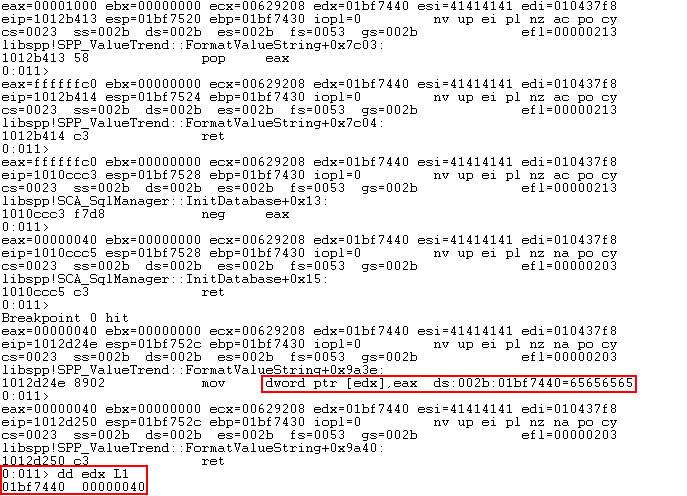 eax=00001000 ebx=00000000 ecx=00629208 edx=01bf7440 esi=41414141 edi=010437f8
eip=1012b413 esp=01bf7520 ebp=01bf7430 iopl=0 nv up ei pl nz ac po cy
cs=0023 ss=002b ds=002b es=002b fs=0053 gs=002b efl=00000213
libspp!SPP_ValueTrend::FormatValueString+0x7c03:
1012b413 58 pop eax
0:011>
eax=ffffffc0 ebx=00000000 ecx=00629208 edx=01bf7440 esi=41414141 edi=010437f8
eip=1012b414 esp=01bf7524 ebp=01bf7430 iopl=0 nv up ei pl nz ac po cy
cs=0023 ss=002b ds=002b es=002b fs=0053 gs=002b efl=00000213
libspp!SPP_ValueTrend::FormatValueString+0x7c04:
1012b414 c3 ret
0:011>
eax=ffffffc0 ebx=00000000 ecx=00629208 edx=01bf7440 esi=41414141 edi=010437f8
eip=1010ccc3 esp=01bf7528 ebp=01bf7430 iopl=0 nv up ei pl nz ac po cy
cs=0023 ss=002b ds=002b es=002b fs=0053 gs=002b efl=00000213
libspp!SCA_SqlManager::InitDatabase+0x13:
1010ccc3 f7d8 neg eax
0:011>
eax=00000040 ebx=00000000 ecx=00629208 edx=01bf7440 esi=41414141 edi=010437f8
eip=1010ccc5 esp=01bf7528 ebp=01bf7430 iopl=0 nv up ei pl nz na po cy
cs=0023 ss=002b ds=002b es=002b fs=0053 gs=002b efl=00000203
libspp!SCA_SqlManager::InitDatabase+0x15:
1010ccc5 c3 ret
0:011>
Breakpoint 0 hit
eax=00000040 ebx=00000000 ecx=00629208 edx=01bf7440 esi=41414141 edi=010437f8
eip=1012d24e esp=01bf752c ebp=01bf7430 iopl=0 nv up ei pl nz na po cy
cs=0023 ss=002b ds=002b es=002b fs=0053 gs=002b efl=00000203
libspp!SPP_ValueTrend::FormatValueString+0x9a3e:
1012d24e 8902 mov dword ptr [edx],eax ds:002b:01bf7440=65656565
0:011>
eax=00000040 ebx=00000000 ecx=00629208 edx=01bf7440 esi=41414141 edi=010437f8
eip=1012d250 esp=01bf752c ebp=01bf7430 iopl=0 nv up ei pl nz na po cy
cs=0023 ss=002b ds=002b es=002b fs=0053 gs=002b efl=00000203
libspp!SPP_ValueTrend::FormatValueString+0x9a40:
1012d250 c3 ret
0:011> dd edx L1
01bf7440 00000040